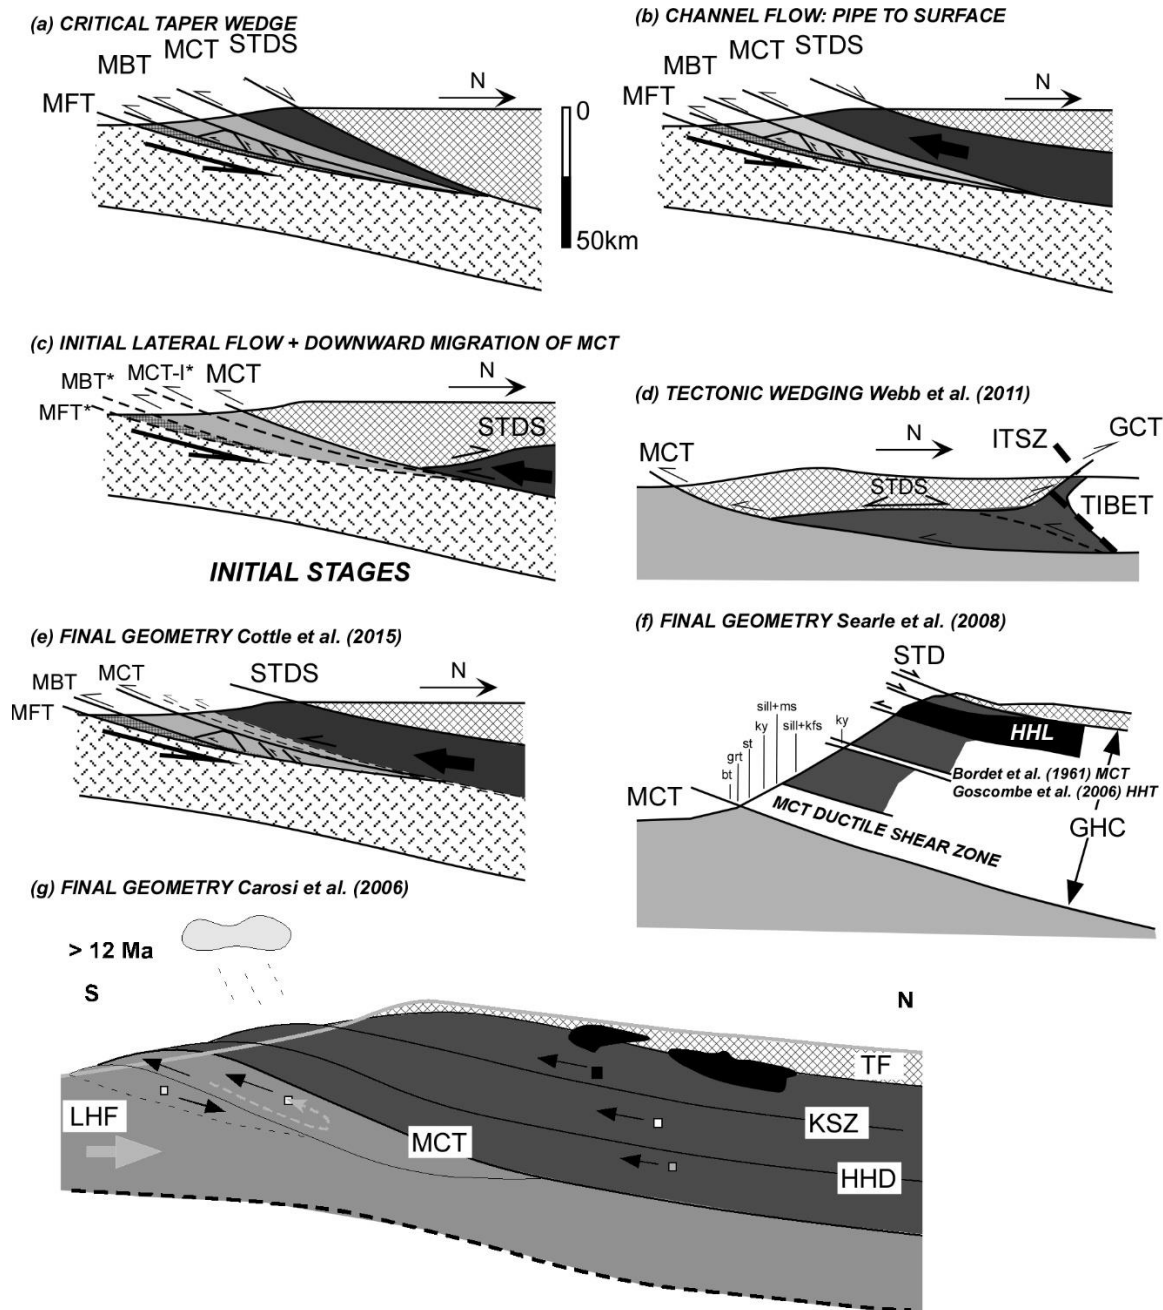 (a) CRITICAL TAPER WEDGE
MFT
MBT
MCT
STDS
N
0
50km
(b) CHANNEL FLOW: PIPE TO SURFACE
MFT
MBT
MCT
STDS
N
(c) INITIAL LATERAL FLOW + DOWNWARD MIGRATION OF MCT
MFT*
MBT*
MCT-I*
MCT
N
STDS
INITIAL STAGES
(d) TECTONIC WEDGING Webb et al. (2011)
MCT
N
STDS
ITSZ
GCT
TIBET
(e) FINAL GEOMETRY Cottle et al. (2015)
MFT
MBT
MCT
STDS
N
(f) FINAL GEOMETRY Searle et al. (2008)
STD
MCT
bt
grt
st
ky
sill+ms
sill+kfs
ky
HHL
Bordet et al. (1961) MCT
Goscombe et al. (2006) HHT
GHC
MCT DUCTILE SHEAR ZONE
(g) FINAL GEOMETRY Carosi et al. (2006)
> 12 Ma
S
N
TF
KSZ
HHD
MCT
LHF